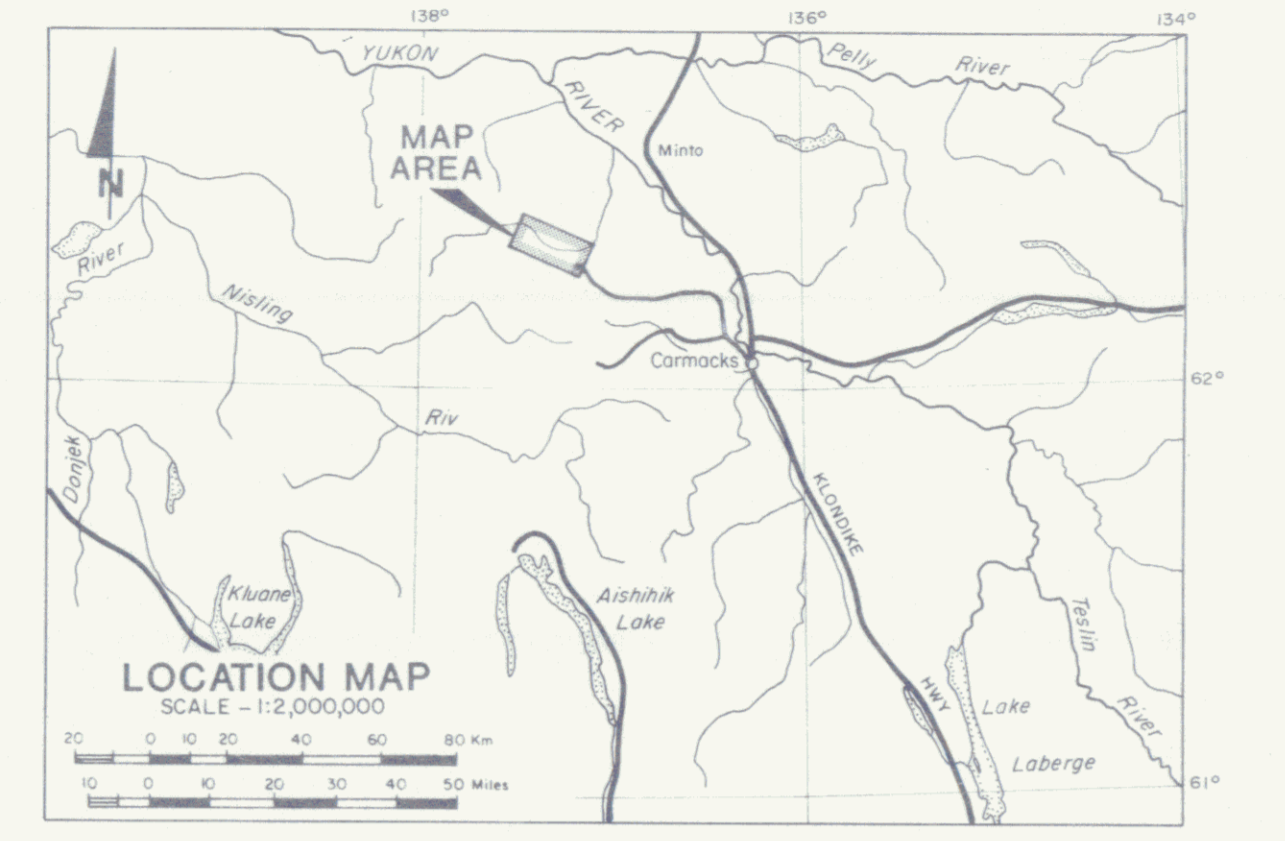 138°
136°
134°
YUKON
RIVER
Pelly
River
MAP
AREA
Minto
N
River
Nisling
Carmacks
62°
Riv
Donjek
KLONDIKE
Kluane
Lake
Aishihik
Lake
Teslin
River
HWY
Lake
Laberge
61°
LOCATION MAP
SCALE – 1:2,000,000
20 0 10 20 40 60 80 Km
10 0 10 20 30 40 50 Miles